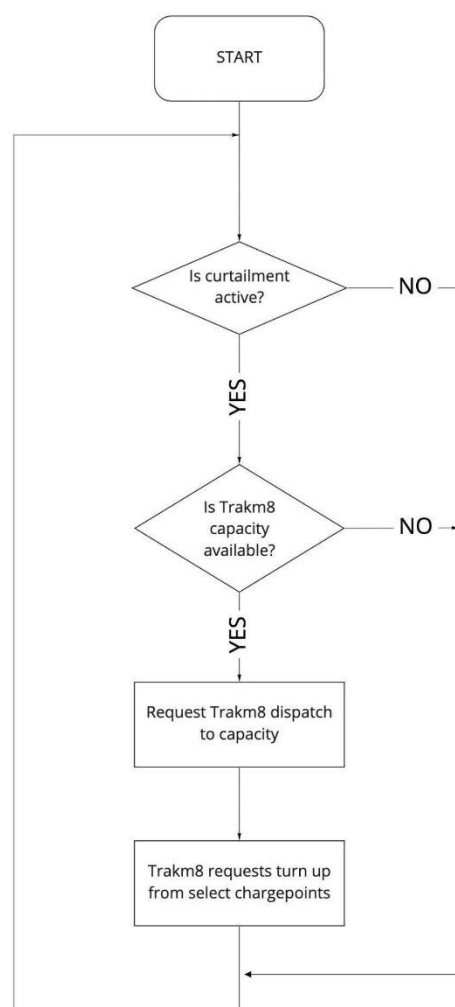 START
Is curtailment
active?
NO
YES
Is Trakm8
capacity
available?
NO
YES
Request Trakm8 dispatch
to capacity
Trakm8 requests turn up
from select chargepoints